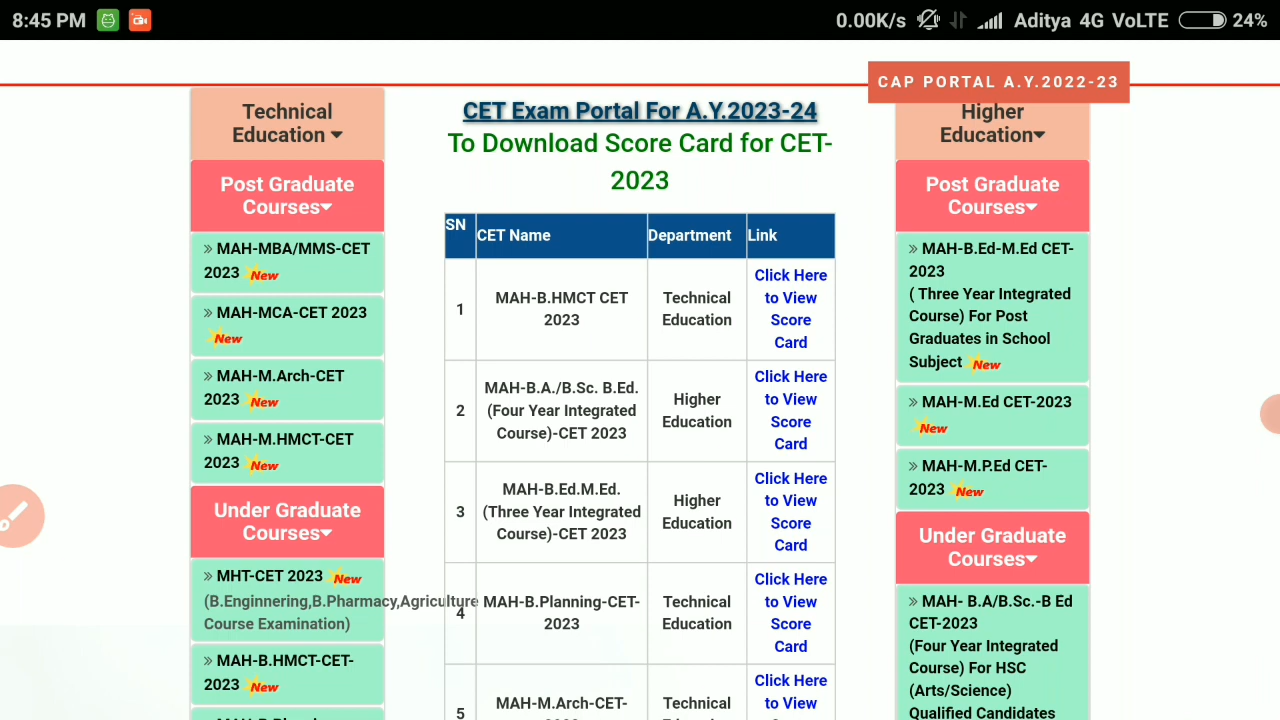 8:45 PM
0.00K/s
Aditya 4G VoLTE
24%
CAP PORTAL A.Y.2022-23
Technical
Education
Post Graduate
Courses
MAH-MBA/MMS-CET
2023 New
MAH-MCA-CET 2023
New
MAH-M.Arch-CET
2023 New
MAH-M.HMCT-CET
2023 New
Under Graduate
Courses
MHT-CET 2023 New
(B.Enginnering,B.Pharmacy,Agriculture
Course Examination)
MAH-B.HMCT-CET-
2023 New
CET Exam Portal For A.Y.2023-24
To Download Score Card for CET-
2023
SN CET Name Department Link
1 MAH-B.HMCT CET
2023
Technical
Education
Click Here
to View
Score
Card
2 MAH-B.A./B.Sc. B.Ed.
(Four Year Integrated
Course)-CET 2023
Higher
Education
Click Here
to View
Score
Card
3 MAH-B.Ed.M.Ed.
(Three Year Integrated
Course)-CET 2023
Higher
Education
Click Here
to View
Score
Card
4 MAH-B.Planning-CET-
2023
Technical
Education
Click Here
to View
Score
Card
5 MAH-M.Arch-CET-
Technical
Click Here
to View
Higher
Education
Post Graduate
Courses
MAH-B.Ed-M.Ed CET-
2023
( Three Year Integrated
Course) For Post
Graduates in School
Subject New
MAH-M.Ed CET-2023
New
MAH-M.P.Ed CET-
2023 New
Under Graduate
Courses
MAH- B.A/B.Sc.-B Ed
CET-2023
(Four Year Integrated
Course) For HSC
(Arts/Science)
Qualified Candidates